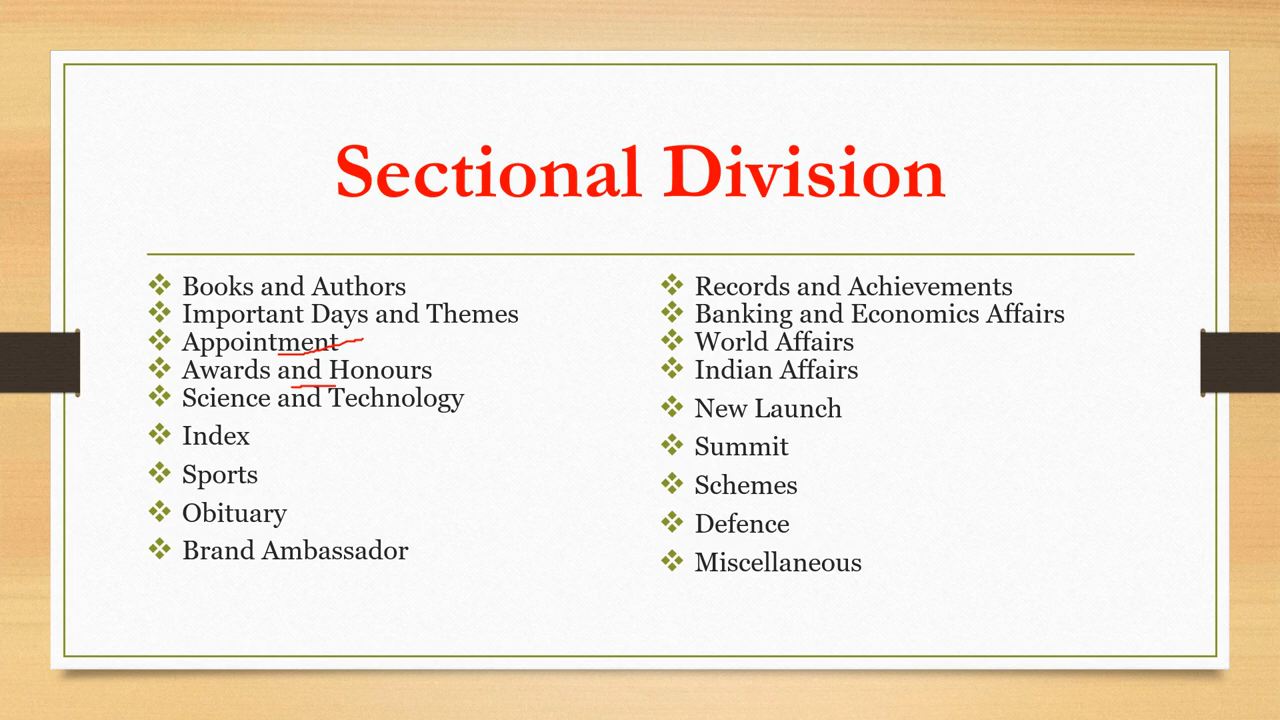 Sectional Division
Books and Authors
Important Days and Themes
Appointment
Awards and Honours
Science and Technology
Index
Sports
Obituary
Brand Ambassador
Records and Achievements
Banking and Economics Affairs
World Affairs
Indian Affairs
New Launch
Summit
Schemes
Defence
Miscellaneous